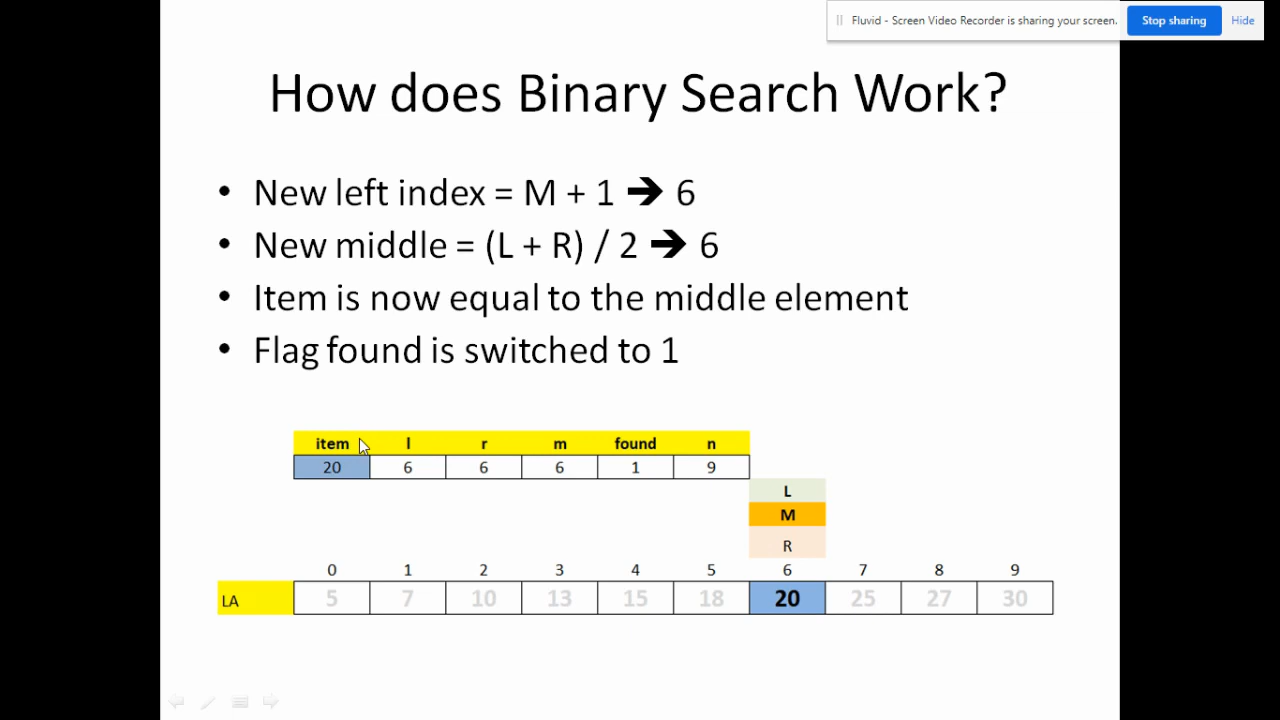 Fluvid - Screen Video Recorder is sharing your screen. Stop sharing Hide
How does Binary Search Work?
• New left index = M + 1 ➔ 6
• New middle = (L + R) / 2 ➔ 6
• Item is now equal to the middle element
• Flag found is switched to 1
item l r m found n
20 6 6 6 1 9
L
M
R
0 1 2 3 4 5 6 7 8 9
LA 5 7 10 13 15 18 20 25 27 30